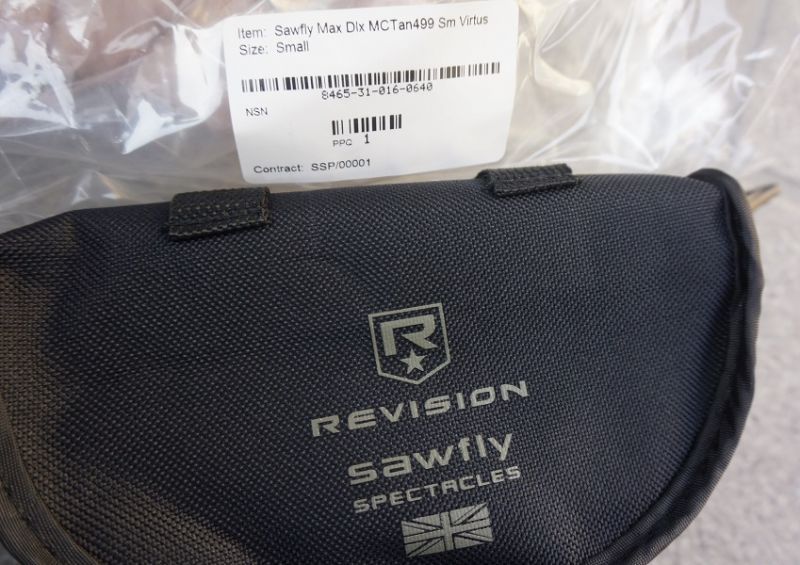 Item: Sawfly Max Dlx MCTan499 Sm Virtus
Size: Small
8465-31-016-0640
NSN
PPQ 1
Contract: SSP/00001
R
REVISION
sawfly
SPECTACLES